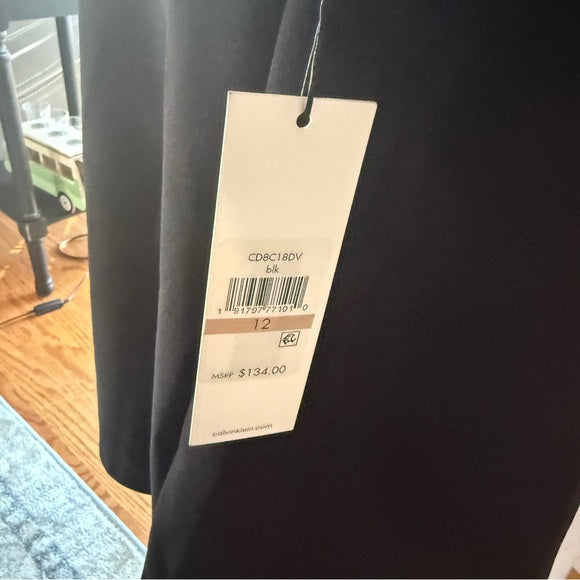 CD8C18DV
blk
1 91797 77101 0
12
MSRP $134.00
calvinklein.com